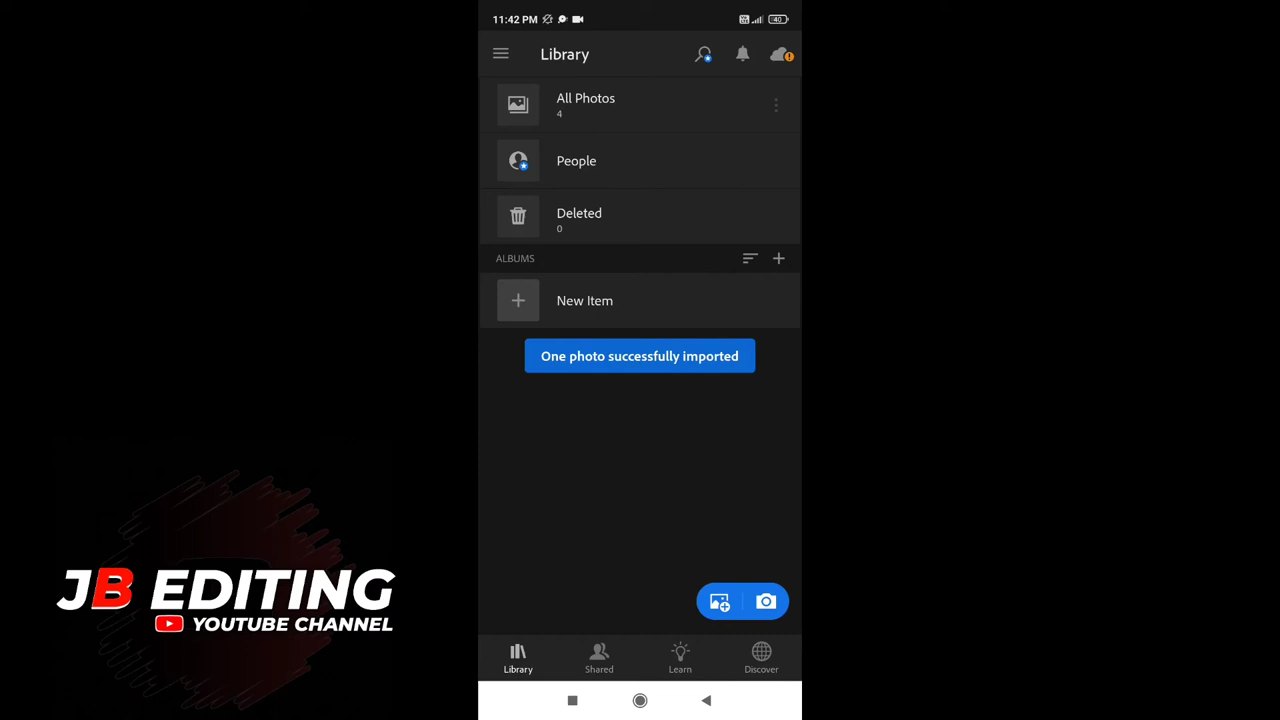 11:42 PM
40
Library
All Photos
4
People
Deleted
0
ALBUMS
New Item
One photo successfully imported
JB EDITING
YOUTUBE CHANNEL
Library
Shared
Learn
Discover